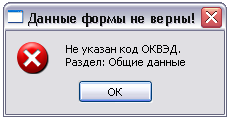 Данные формы не верны!
Не указан код ОКВЭД.
Раздел: Общие данные
OK